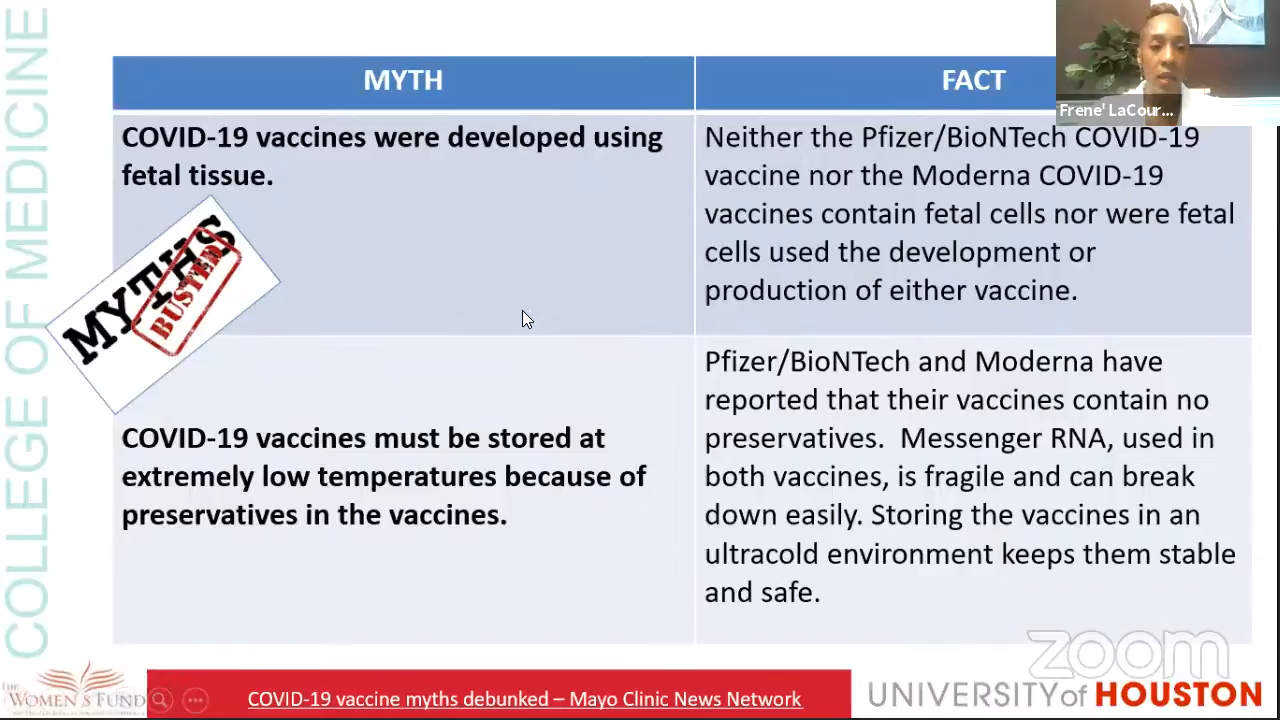 COLLEGE OF MEDICINE
MYTH
FACT
Frene' LaCour...
COVID-19 vaccines were developed using
fetal tissue.
Neither the Pfizer/BioNTech COVID-19
vaccine nor the Moderna COVID-19
vaccines contain fetal cells nor were fetal
cells used the development or
production of either vaccine.
MYTHS
BUSTED
COVID-19 vaccines must be stored at
extremely low temperatures because of
preservatives in the vaccines.
Pfizer/BioNTech and Moderna have
reported that their vaccines contain no
preservatives. Messenger RNA, used in
both vaccines, is fragile and can break
down easily. Storing the vaccines in an
ultracold environment keeps them stable
and safe.
zoom
THE
WOMEN'S FUND
COVID-19 vaccine myths debunked – Mayo Clinic News Network
UNIVERSITY of HOUSTON